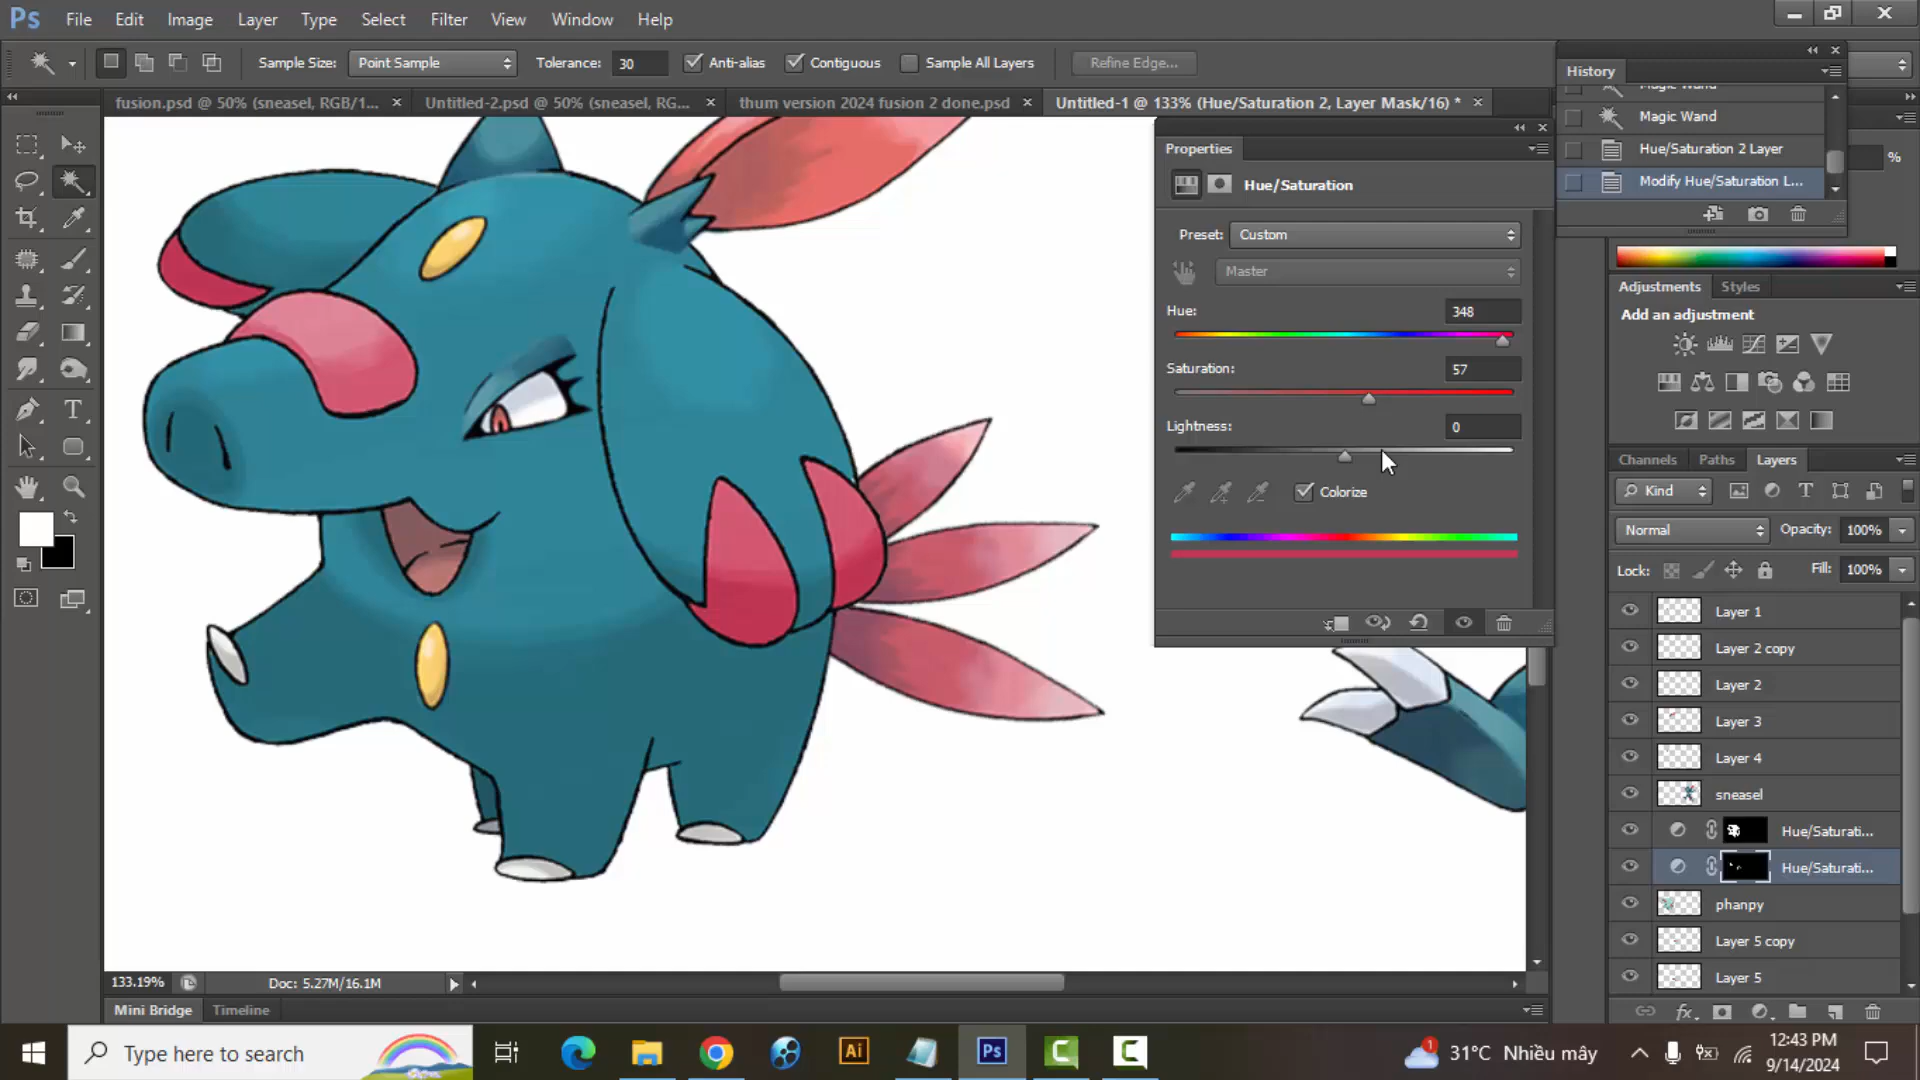 Ps File Edit Image Layer Type Select Filter View Window Help
Sample Size: Point Sample Tolerance: 30 Anti-alias Contiguous Sample All Layers Refine Edge...
fusion.psd @ 50% (sneasel, RGB/1... × Untitled-2.psd @ 50% (sneasel, RG... × thum version 2024 fusion 2 done.psd × Untitled-1 @ 133% (Hue/Saturation 2, Layer Mask/16) * ×
History
Magic Wand
Magic Wand
Hue/Saturation 2 Layer
Modify Hue/Saturation L...
%
Properties
Hue/Saturation
Preset: Custom
Master
Hue: 348
Saturation: 57
Lightness: 0
Colorize
Adjustments Styles
Add an adjustment
Channels Paths Layers
Kind
Normal Opacity: 100%
Lock: Fill: 100%
Layer 1
Layer 2 copy
Layer 2
Layer 3
Layer 4
sneasel
Hue/Saturati...
Hue/Saturati...
phanpy
Layer 5 copy
Layer 5
133.19% Doc: 5.27M/16.1M
Mini Bridge Timeline
Type here to search
Ai Ps
1 31°C Nhiều mây
12:43 PM
9/14/2024